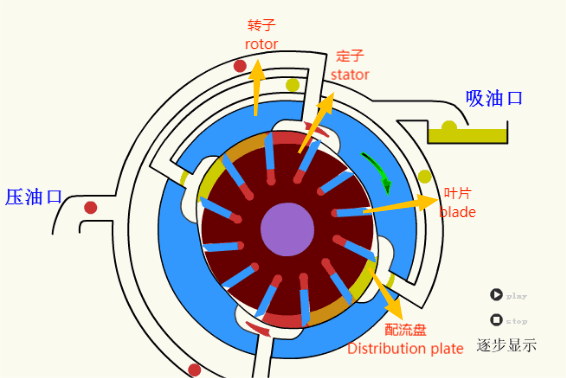 转子
rotor
定子
stator
吸油口
压油口
叶片
blade
play
stop
配流盘
Distribution plate
逐步显示